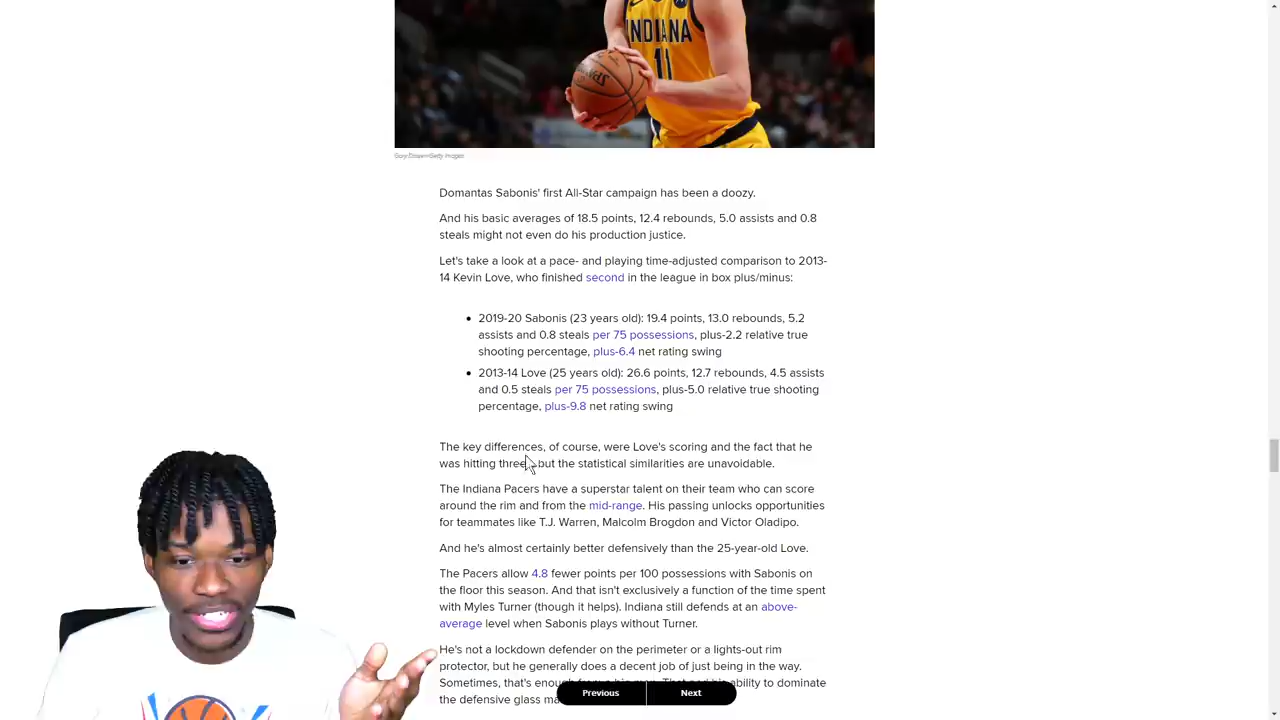 INDIANA
11
SPALDING
Domantas Sabonis' first All-Star campaign has been a doozy.
And his basic averages of 18.5 points, 12.4 rebounds, 5.0 assists and 0.8
steals might not even do his production justice.
Let's take a look at a pace- and playing time-adjusted comparison to 2013-
14 Kevin Love, who finished second in the league in box plus/minus:
2019-20 Sabonis (23 years old): 19.4 points, 13.0 rebounds, 5.2
assists and 0.8 steals per 75 possessions, plus-2.2 relative true
shooting percentage, plus-6.4 net rating swing
2013-14 Love (25 years old): 26.6 points, 12.7 rebounds, 4.5 assists
and 0.5 steals per 75 possessions, plus-5.0 relative true shooting
percentage, plus-9.8 net rating swing
The key differences, of course, were Love's scoring and the fact that he
was hitting threes, but the statistical similarities are unavoidable.
The Indiana Pacers have a superstar talent on their team who can score
around the rim and from the mid-range. His passing unlocks opportunities
for teammates like T.J. Warren, Malcolm Brogdon and Victor Oladipo.
And he's almost certainly better defensively than the 25-year-old Love.
The Pacers allow 4.8 fewer points per 100 possessions with Sabonis on
the floor this season. And that isn't exclusively a function of the time spent
with Myles Turner (though it helps). Indiana still defends at an above-
average level when Sabonis plays without Turner.
He's not a lockdown defender on the perimeter or a lights-out rim
protector, but he generally does a decent job of just being in the way.
Sometimes, that's enough ability to dominate
the defensive glass
Previous
Next